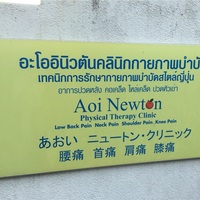 อะโออินิวตันคลินิกกายภาพบำบั
เทคนิคการรักษากายภาพบำบัดสไตล์ญี่ปุ่น
อาการปวดหลัง คอเคล็ด ไหล่เคล็ด ปวดหัวเข่า
Aoi Newton
Physical Therapy Clinic
Low Back Pain Neck Pain Shoulder Pain, Knee Pain
あおい ニュートン・クリニック
腰痛 首痛 肩痛 膝痛